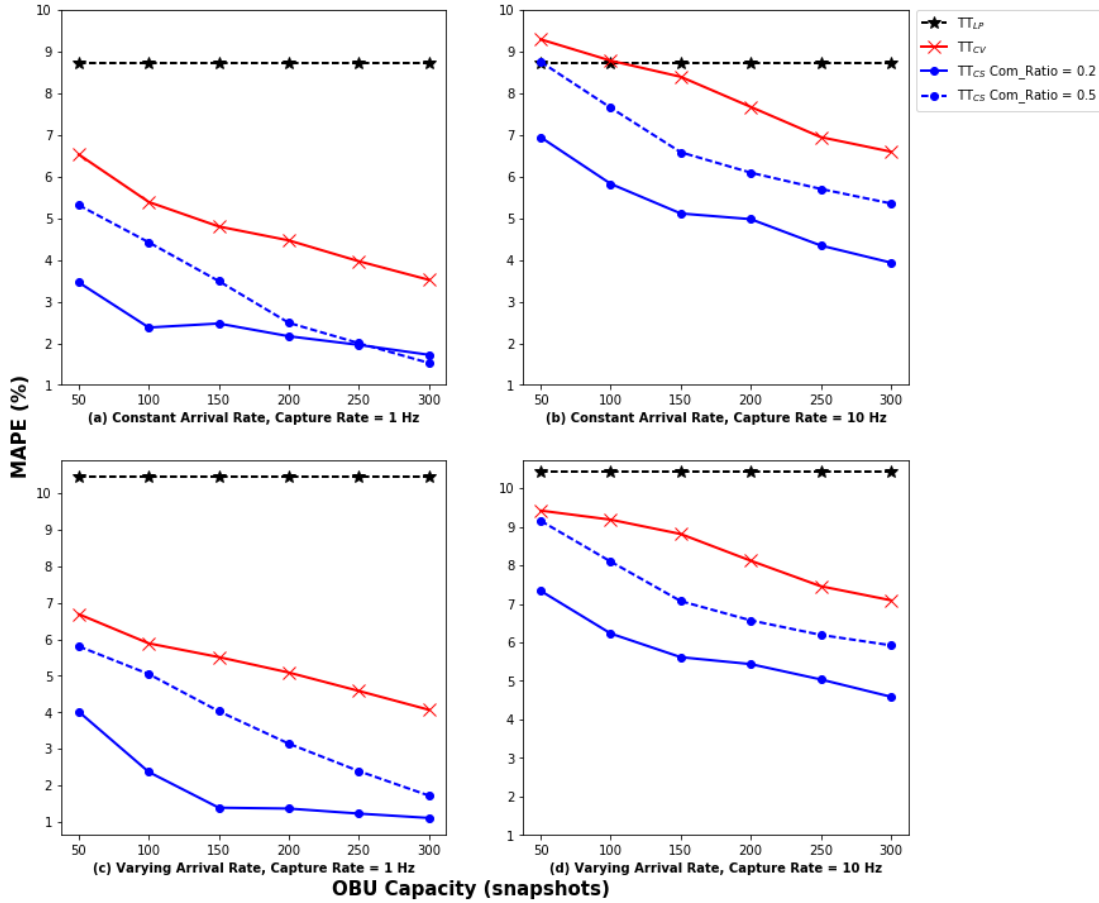 10
9
8
7
6
5
4
3
2
1
50 100 150 200 250 300
(a) Constant Arrival Rate, Capture Rate = 1 Hz
10
9
8
7
6
5
4
3
2
1
50 100 150 200 250 300
(b) Constant Arrival Rate, Capture Rate = 10 Hz
TT_LP
TT_CV
TT_CS Com_Ratio = 0.2
TT_CS Com_Ratio = 0.5
MAPE (%)
10
9
8
7
6
5
4
3
2
1
50 100 150 200 250 300
(c) Varying Arrival Rate, Capture Rate = 1 Hz
10
9
8
7
6
5
4
3
2
1
50 100 150 200 250 300
(d) Varying Arrival Rate, Capture Rate = 10 Hz
OBU Capacity (snapshots)